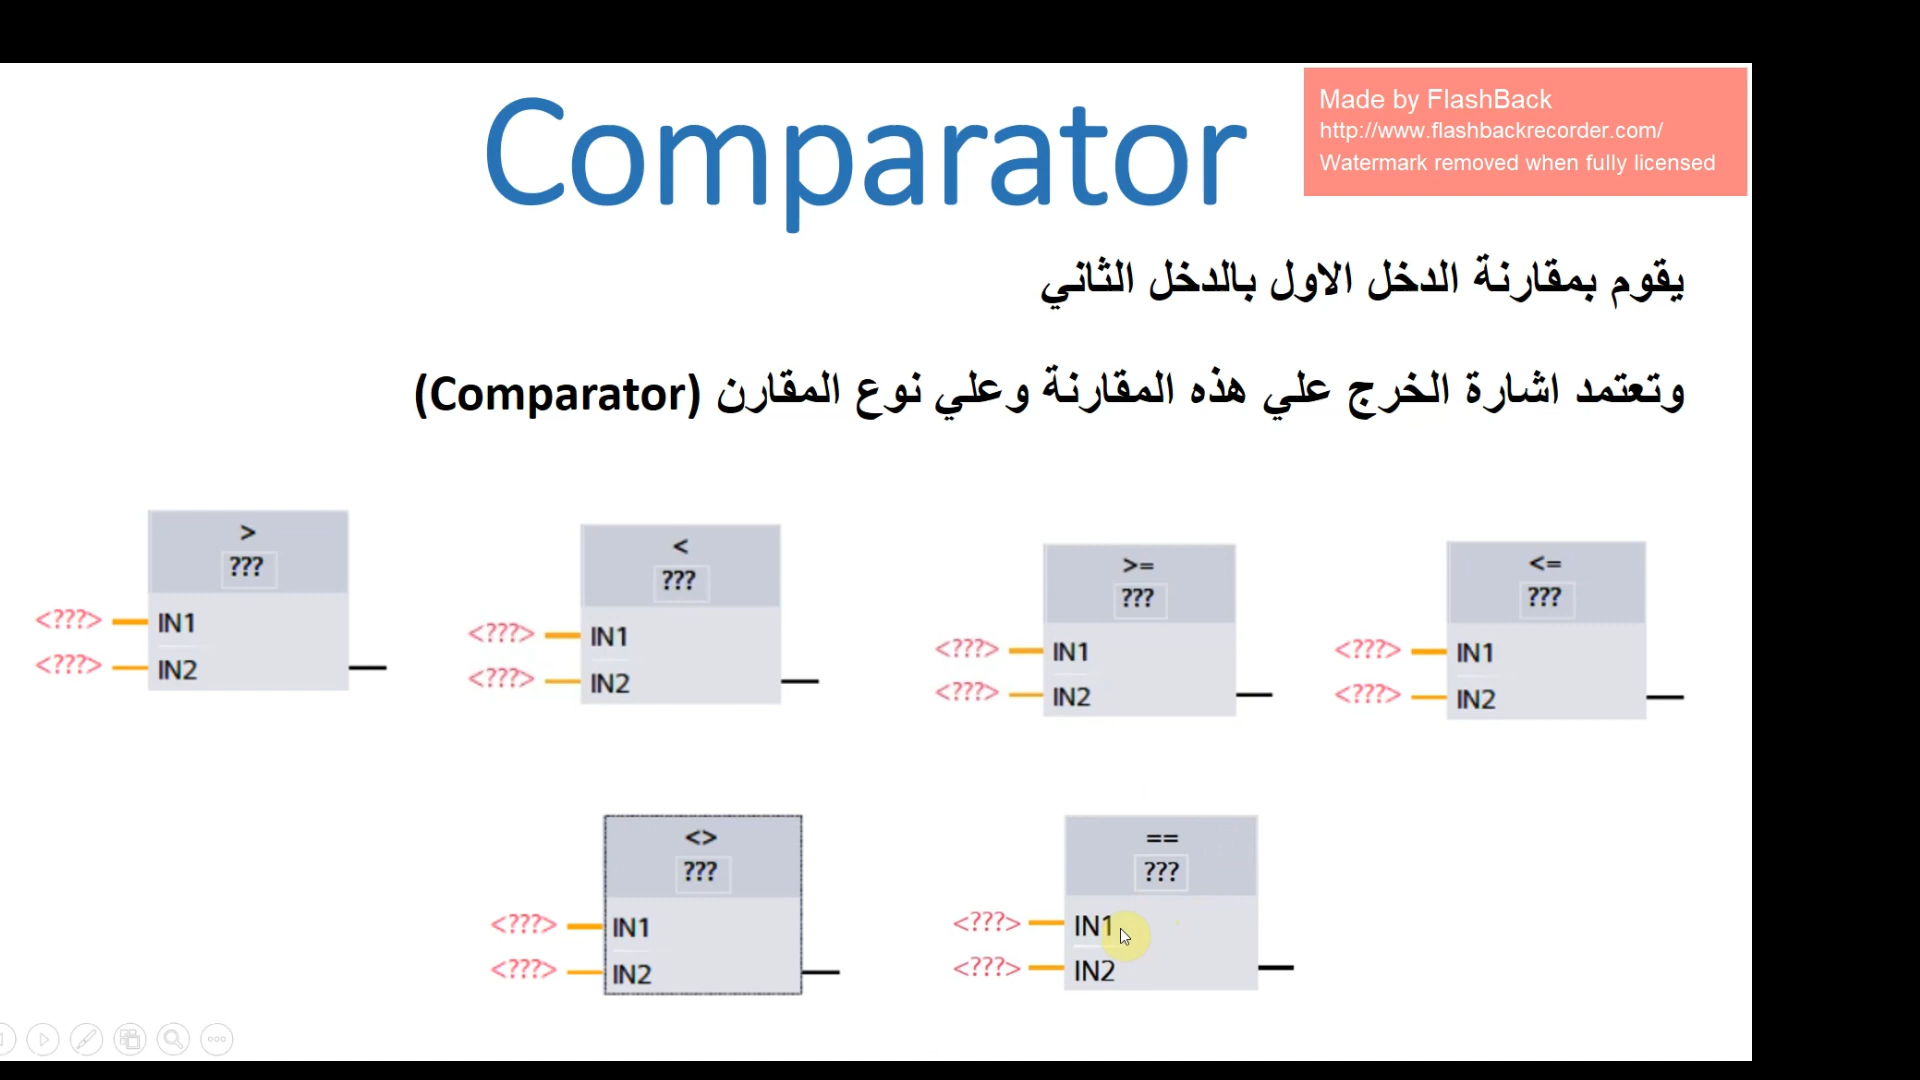 Comparator
Made by FlashBack
http://www.flashbackrecorder.com/
Watermark removed when fully licensed
يقوم بمقارنة الدخل الاول بالدخل الثاني
وتعتمد اشارة الخرج علي هذه المقارنة وعلي نوع المقارن (Comparator)
>
???
<???> IN1
<???> IN2
<
???
<???> IN1
<???> IN2
>=
???
<???> IN1
<???> IN2
<=
???
<???> IN1
<???> IN2
<>
???
<???> IN1
<???> IN2
==
???
<???> IN1
<???> IN2